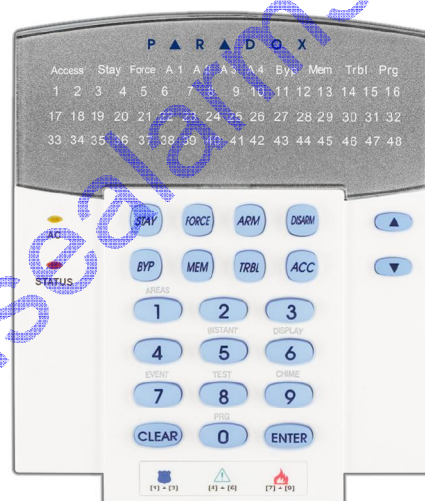 PARADOX
Access Stay Force A1 A2 A3 A4 Byp Mem Trbl Prg
1 2 3 4 5 6 7 8 9 10 11 12 13 14 15 16
17 18 19 20 21 22 23 24 25 26 27 28 29 30 31 32
33 34 35 36 37 38 39 40 41 42 43 44 45 46 47 48
STAY FORCE ARM DISARM ▲
AC
BYP MEM TRBL ACC ▼
STATUS
AREAS
1 2 3
INSTANT DISPLAY
4 5 6
EVENT TEST CHIME
7 8 9
PRG
CLEAR 0 ENTER
[1] + [3] [4] + [6] [7] + [9]